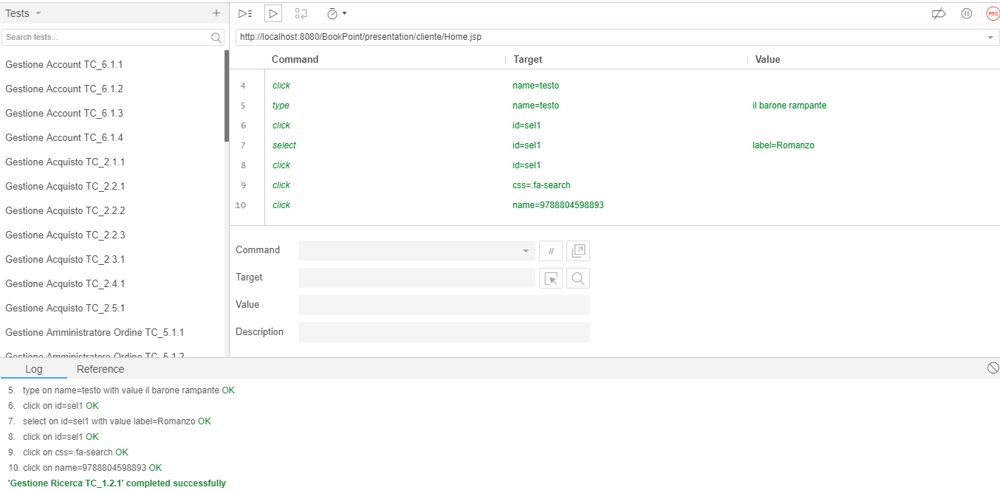 Tests
REC
Search tests...
http://localhost:8080/BookPoint/presentation/cliente/Home.jsp
Command Target Value
Gestione Account TC_6.1.1
Gestione Account TC_6.1.2
Gestione Account TC_6.1.3
Gestione Account TC_6.1.4
Gestione Acquisto TC_2.1.1
Gestione Acquisto TC_2.2.1
Gestione Acquisto TC_2.2.2
Gestione Acquisto TC_2.2.3
Gestione Acquisto TC_2.3.1
Gestione Acquisto TC_2.4.1
Gestione Acquisto TC_2.5.1
Gestione Amministratore Ordine TC_5.1.1
Gestione Amministratore Ordine TC_5.1.2
4 click name=testo
5 type name=testo il barone rampante
6 click id=sel1
7 select id=sel1 label=Romanzo
8 click id=sel1
9 click css=.fa-search
10 click name=9788804598893
Command //
Target
Value
Description
Log Reference
5. type on name=testo with value il barone rampante OK
6. click on id=sel1 OK
7. select on id=sel1 with value label=Romanzo OK
8. click on id=sel1 OK
9. click on css=.fa-search OK
10. click on name=9788804598893 OK
'Gestione Ricerca TC_1.2.1' completed successfully